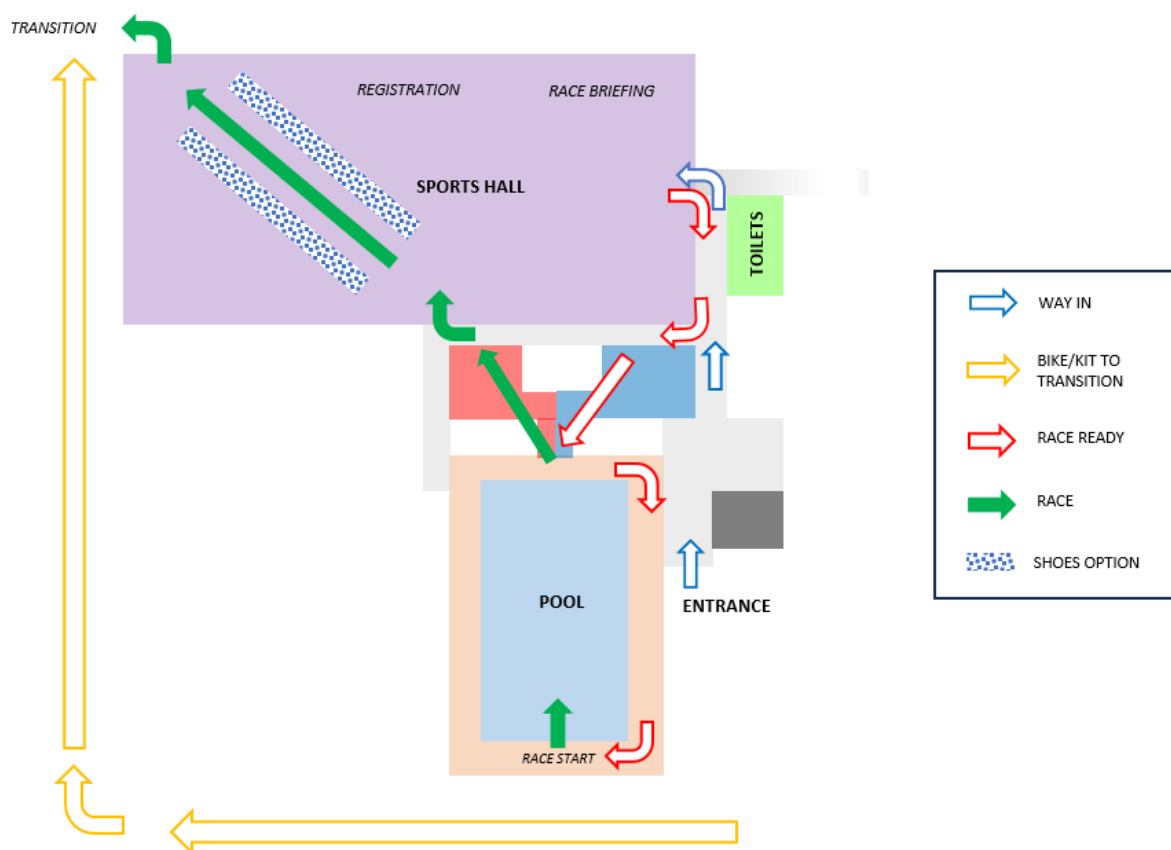 TRANSITION
REGISTRATION
RACE BRIEFING
SPORTS HALL
TOILETS
POOL
ENTRANCE
RACE START
WAY IN
BIKE/KIT TO
TRANSITION
RACE READY
RACE
SHOES OPTION